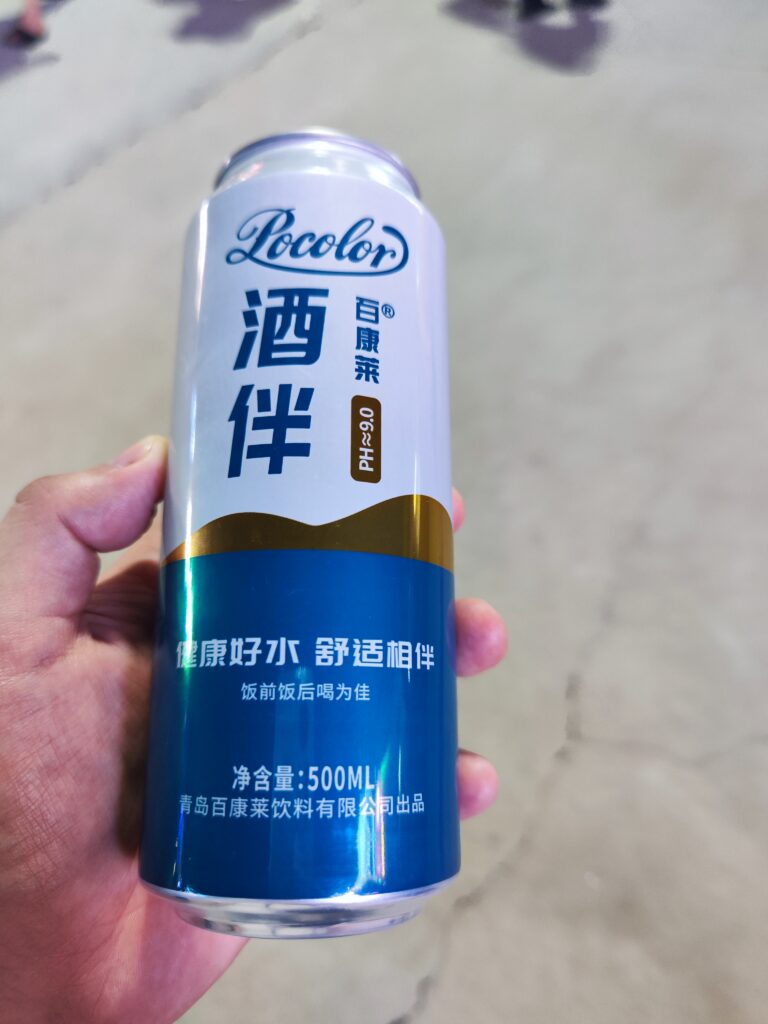 Pocolor
酒伴
百康莱®
PH≈9.0
健康好水 舒适相伴
饭前饭后喝为佳
净含量:500ML
青岛百康莱饮料有限公司出品